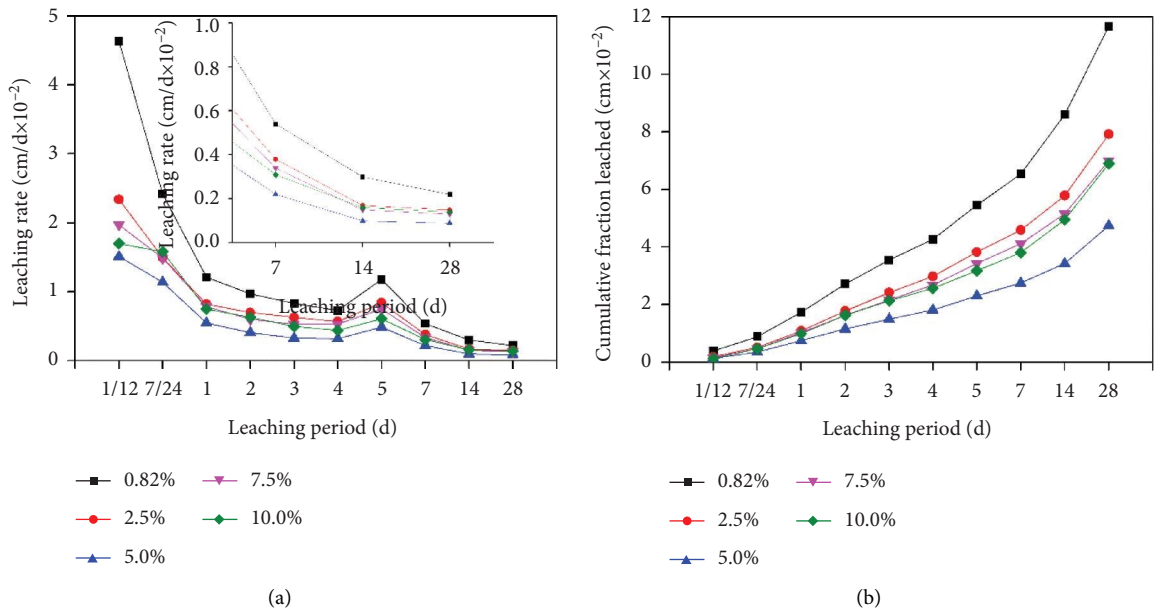 5
4
3
2
1
0
Leaching rate (cm/d×10⁻²)
1/12 7/24 1 2 3 4 5 7 14 28
Leaching period (d)
1.0
0.8
0.6
0.4
0.2
0.0
Leaching rate (cm/d×10⁻²)
7 14 28
Leaching period (d)
0.82% 7.5%
2.5% 10.0%
5.0%
(a)
12
10
8
6
4
2
0
Cumulative fraction leached (cm×10⁻²)
1/12 7/24 1 2 3 4 5 7 14 28
Leaching period (d)
0.82% 7.5%
2.5% 10.0%
5.0%
(b)